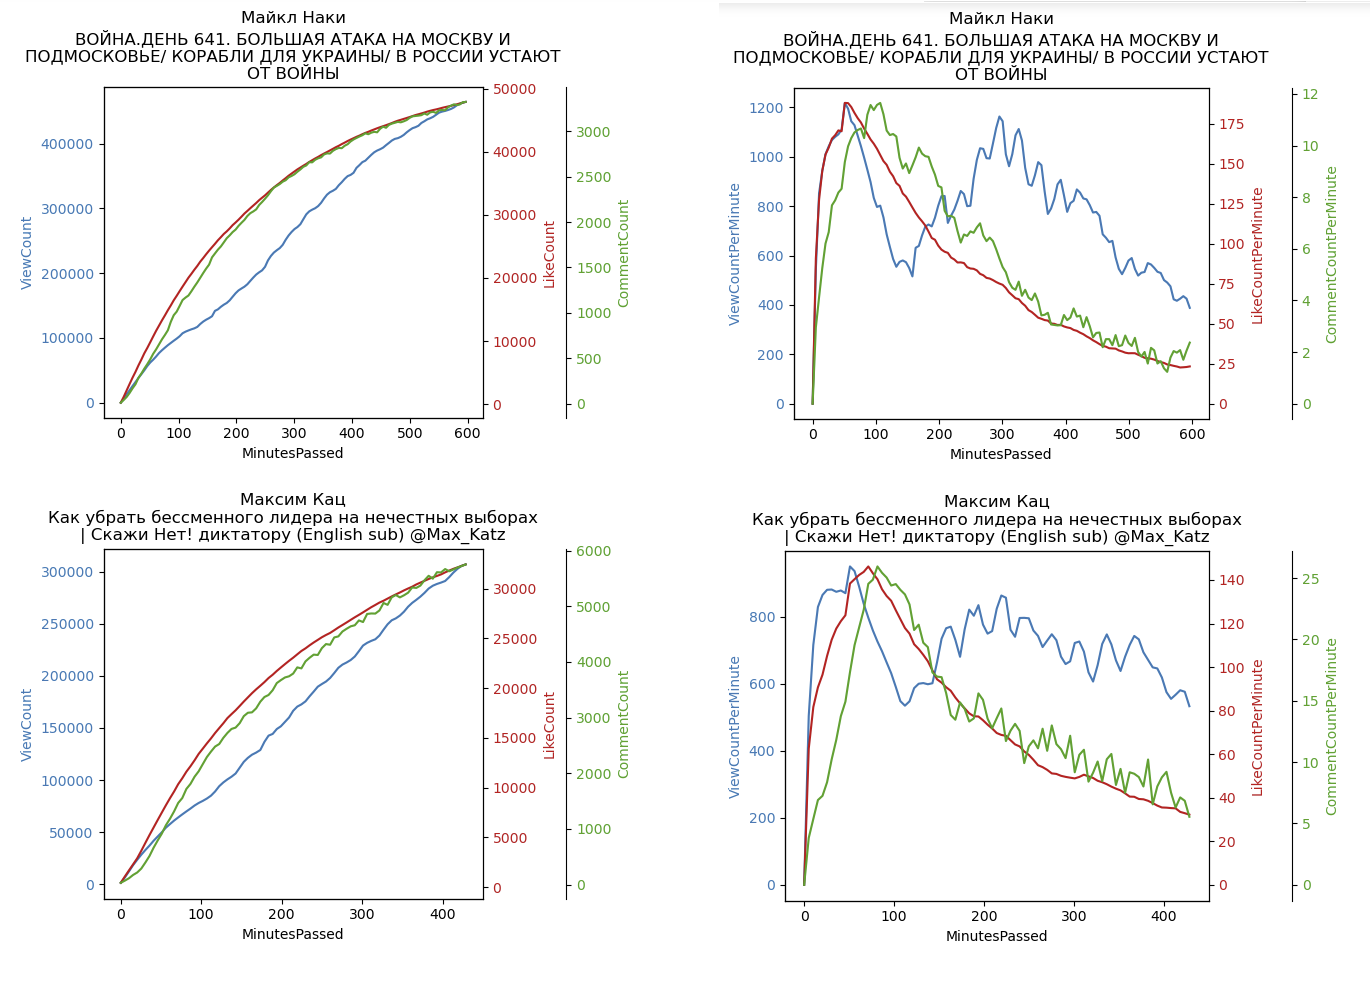 Майкл Наки
ВОЙНА.ДЕНЬ 641. БОЛЬШАЯ АТАКА НА МОСКВУ И
ПОДМОСКОВЬЕ/ КОРАБЛИ ДЛЯ УКРАИНЫ/ В РОССИИ УСТАЮТ
ОТ ВОЙНЫ
ViewCount
400000
300000
200000
100000
0
0 100 200 300 400 500 600
MinutesPassed
50000
40000
30000
20000
10000
0
LikeCount
3000
2500
2000
1500
1000
500
0
CommentCount
Майкл Наки
ВОЙНА.ДЕНЬ 641. БОЛЬШАЯ АТАКА НА МОСКВУ И
ПОДМОСКОВЬЕ/ КОРАБЛИ ДЛЯ УКРАИНЫ/ В РОССИИ УСТАЮТ
ОТ ВОЙНЫ
ViewCountPerMinute
1200
1000
800
600
400
200
0
0 100 200 300 400 500 600
MinutesPassed
175
150
125
100
75
50
25
0
LikeCountPerMinute
12
10
8
6
4
2
0
CommentCountPerMinute
Максим Кац
Как убрать бессменного лидера на нечестных выборах
| Скажи Нет! диктатору (English sub) @Max_Katz
ViewCount
300000
250000
200000
150000
100000
50000
0
0 100 200 300 400
MinutesPassed
30000
25000
20000
15000
10000
5000
0
LikeCount
6000
5000
4000
3000
2000
1000
0
CommentCount
Максим Кац
Как убрать бессменного лидера на нечестных выборах
| Скажи Нет! диктатору (English sub) @Max_Katz
ViewCountPerMinute
800
600
400
200
0
0 100 200 300 400
MinutesPassed
140
120
100
80
60
40
20
0
LikeCountPerMinute
25
20
15
10
5
0
CommentCountPerMinute